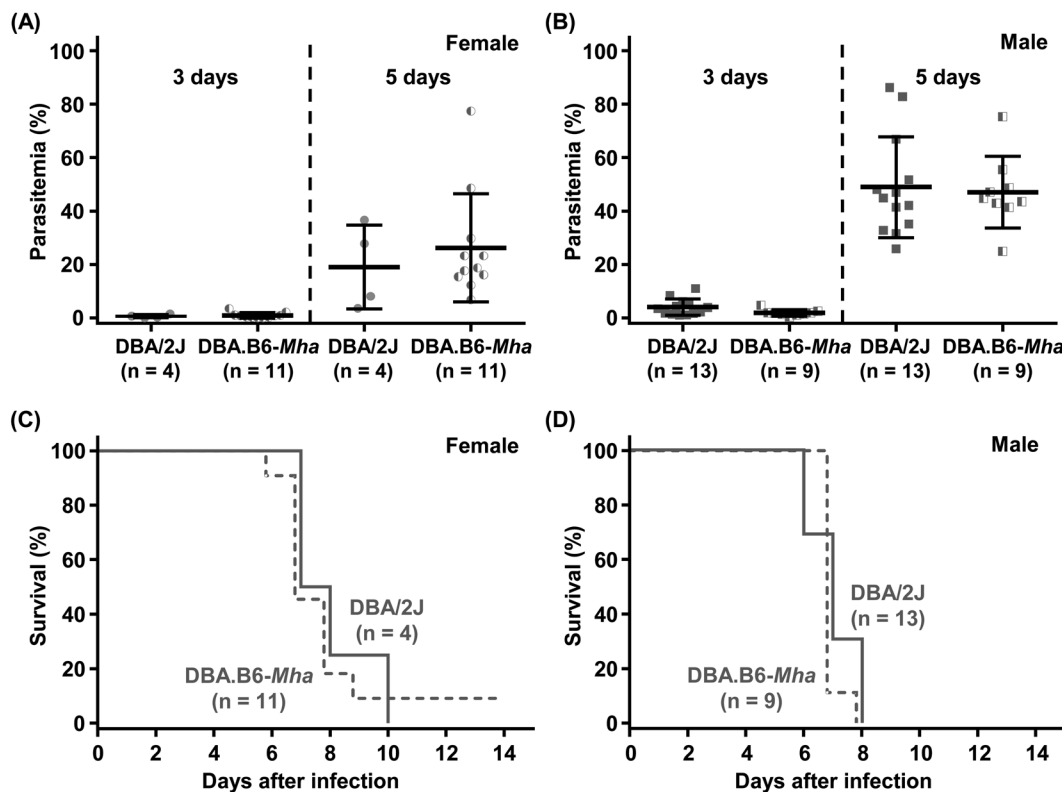 (A)
Female
3 days
5 days
Parasitemia (%)
100
80
60
40
20
0
DBA/2J
(n = 4)
DBA.B6-Mha
(n = 11)
DBA/2J
(n = 4)
DBA.B6-Mha
(n = 11)
(B)
Male
3 days
5 days
Parasitemia (%)
100
80
60
40
20
0
DBA/2J
(n = 13)
DBA.B6-Mha
(n = 9)
DBA/2J
(n = 13)
DBA.B6-Mha
(n = 9)
(C)
Female
Survival (%)
100
80
60
40
20
0
DBA/2J
(n = 4)
DBA.B6-Mha
(n = 11)
0 2 4 6 8 10 12 14
Days after infection
(D)
Male
Survival (%)
100
80
60
40
20
0
DBA/2J
(n = 13)
DBA.B6-Mha
(n = 9)
0 2 4 6 8 10 12 14
Days after infection